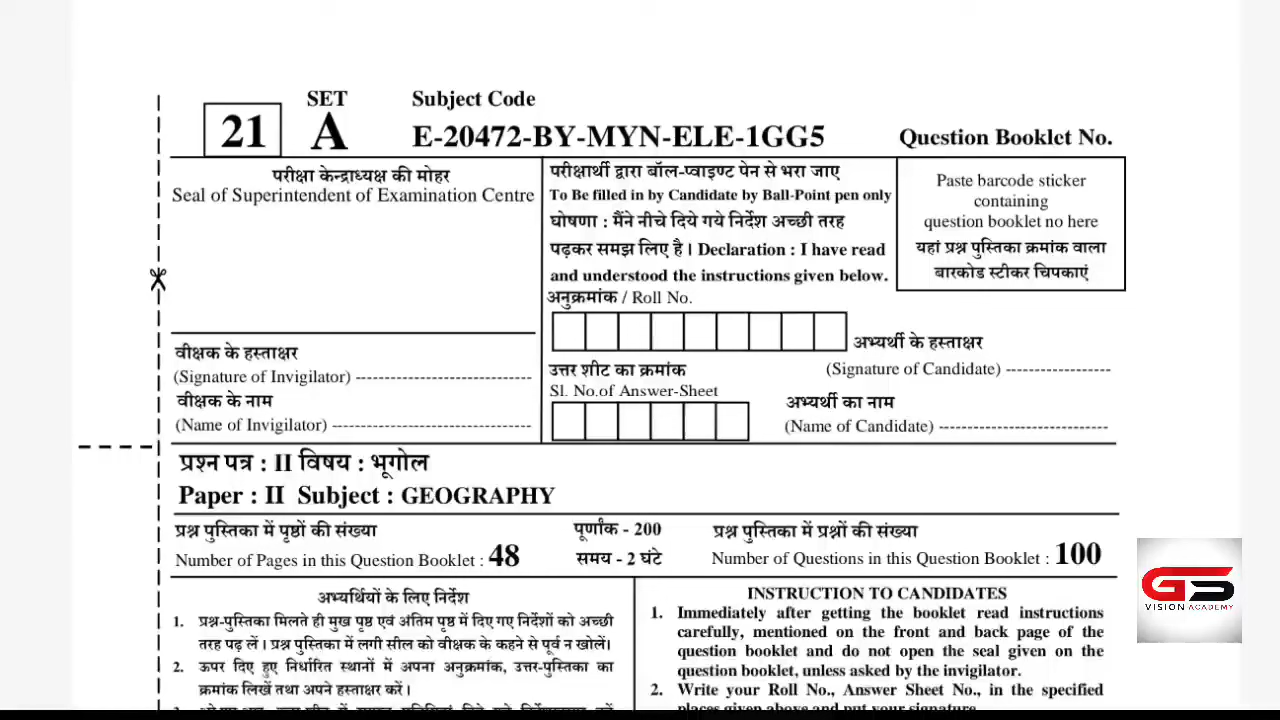 21
SET
A
Subject Code
E-20472-BY-MYN-ELE-1GG5
Question Booklet No.
परीक्षा केन्द्राध्यक्ष की मोहर
Seal of Superintendent of Examination Centre
परीक्षार्थी द्वारा बॉल-प्वाइण्ट पेन से भरा जाए
To Be filled in by Candidate by Ball-Point pen only
घोषणा : मैंने नीचे दिये गये निर्देश अच्छी तरह
पढ़कर समझ लिए है। Declaration : I have read
and understood the instructions given below.
Paste barcode sticker
containing
question booklet no here
यहां प्रश्न पुस्तिका क्रमांक वाला
बारकोड स्टीकर चिपकाएं
अनुक्रमांक / Roll No.
वीक्षक के हस्ताक्षर
(Signature of Invigilator) -----------------------------
वीक्षक के नाम
(Name of Invigilator) ---------------------------------
उत्तर शीट का क्रमांक
Sl. No.of Answer-Sheet
अभ्यर्थी के हस्ताक्षर
(Signature of Candidate) -----------------
अभ्यर्थी का नाम
(Name of Candidate) ----------------------------
प्रश्न पत्र : II विषय : भूगोल
Paper : II Subject : GEOGRAPHY
प्रश्न पुस्तिका में पृष्ठों की संख्या
Number of Pages in this Question Booklet : 48
पूर्णांक - 200
समय - 2 घंटे
प्रश्न पुस्तिका में प्रश्नों की संख्या
Number of Questions in this Question Booklet : 100
अभ्यर्थियों के लिए निर्देश
1. प्रश्न-पुस्तिका मिलते ही मुख पृष्ठ एवं अंतिम पृष्ठ में दिए गए निर्देशों को अच्छी
तरह पढ़ लें। प्रश्न पुस्तिका में लगी सील को वीक्षक के कहने से पूर्व न खोलें।
2. ऊपर दिए हुए निर्धारित स्थानों में अपना अनुक्रमांक, उत्तर-पुस्तिका का
क्रमांक लिखें तथा अपने हस्ताक्षर करें।
INSTRUCTION TO CANDIDATES
1. Immediately after getting the booklet read instructions
carefully, mentioned on the front and back page of the
question booklet and do not open the seal given on the
question booklet, unless asked by the invigilator.
2. Write your Roll No., Answer Sheet No., in the specified
places given above and put your signature.
GS
VISION ACADEMY